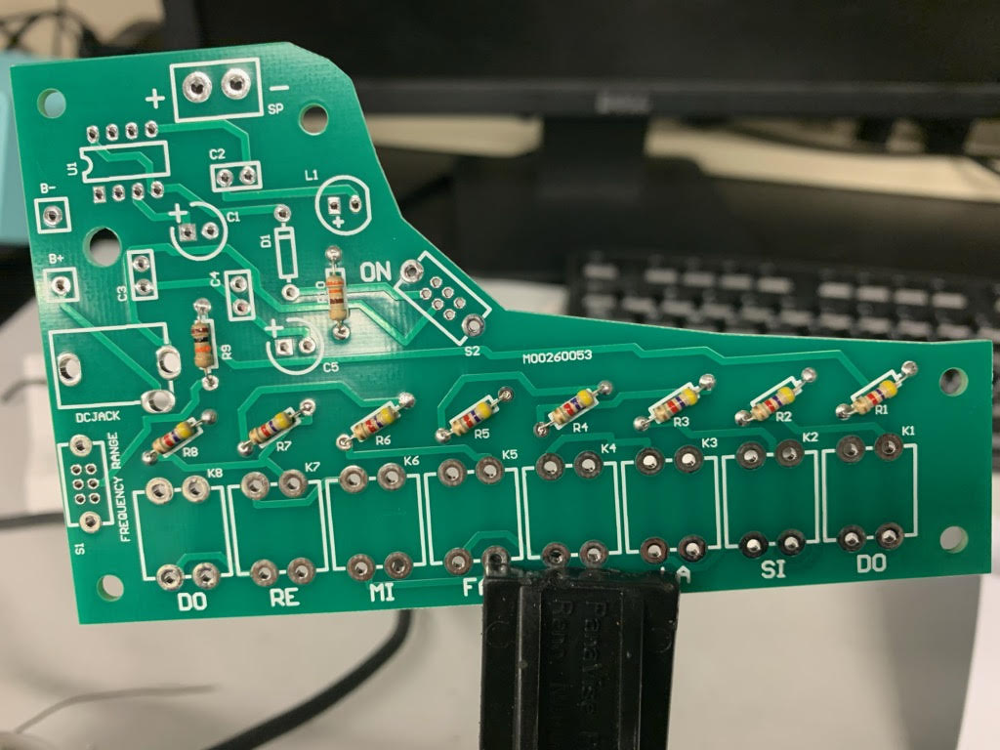 +
-
SP
U1
C2
L1
B-
+
C1
+
D1
B+
C3
C4
ON
+
C5
R9
S2
M00260053
DCJACK
R8
R7
R6
R5
R4
R3
R2
R1
FREQUENCY RANGE
S1
K8
K7
K6
K5
K4
K3
K2
K1
DO
RE
MI
SI
DO
PanaVise